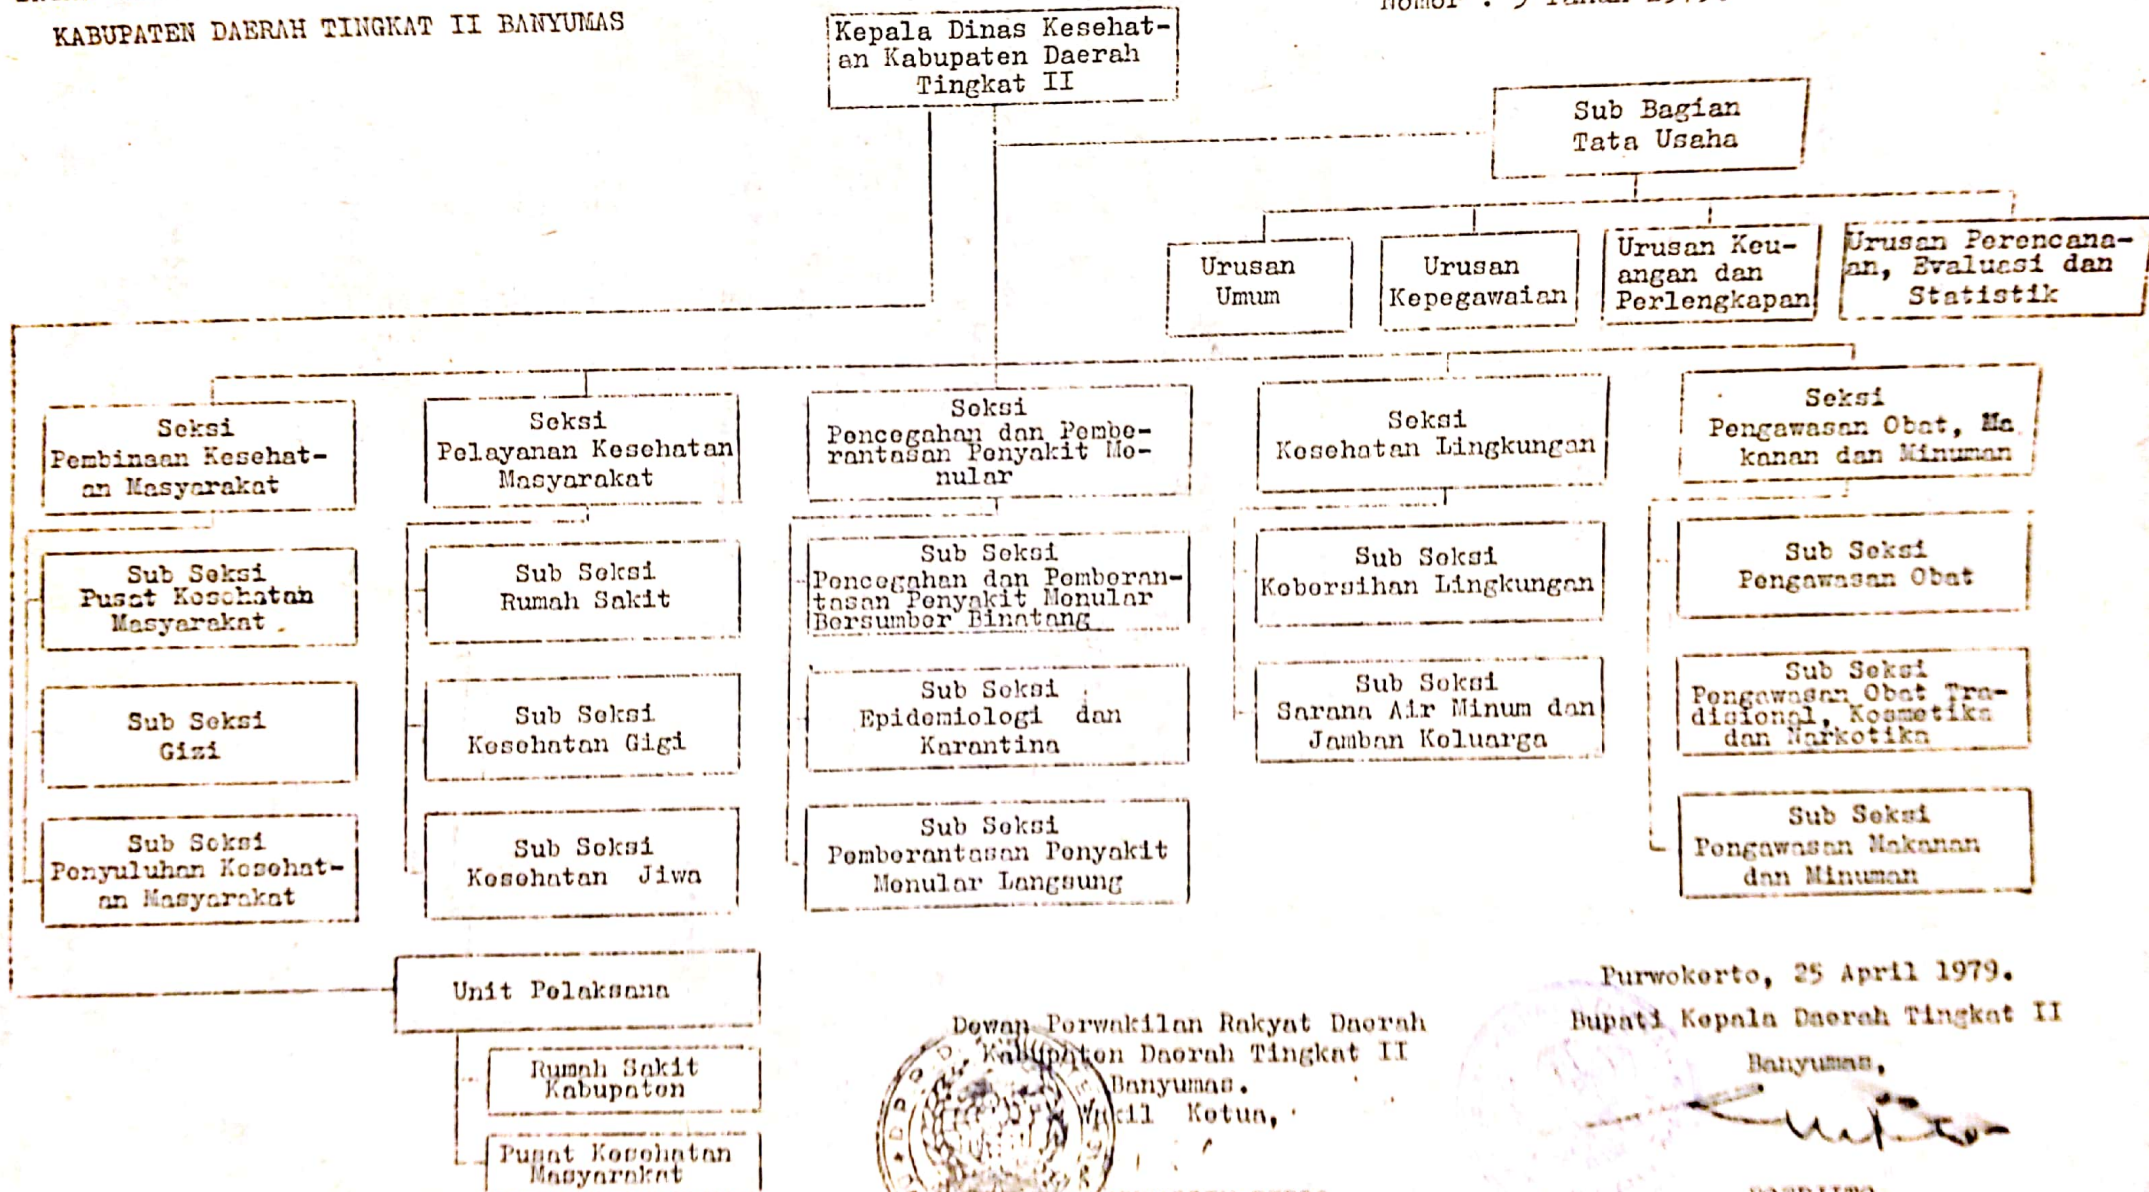 KABUPATEN DAERAH TINGKAT II BANYUMAS
Kepala Dinas Kesehat-
an Kabupaten Daerah
Tingkat II
Sub Bagian
Tata Usaha
Urusan
Umum
Urusan
Kepegawaian
Urusan Keu-
angan dan
Perlengkapan
Urusan Perencana-
an, Evaluasi dan
Statistik
Seksi
Pembinaan Kesehat-
an Masyarakat
Seksi
Pelayanan Kesehatan
Masyarakat
Seksi
Pencegahan dan Pembe-
rantasan Penyakit Me-
nular
Seksi
Kesehatan Lingkungan
Seksi
Pengawasan Obat, Ma
kanan dan Minuman
Sub Seksi
Pusat Kesehatan
Masyarakat
Sub Seksi
Rumah Sakit
Sub Seksi
Pencegahan dan Pemberan-
tasan Penyakit Menular
Bersumber Binatang
Sub Seksi
Kebersihan Lingkungan
Sub Seksi
Pengawasan Obat
Sub Seksi
Gizi
Sub Seksi
Kesehatan Gigi
Sub Seksi
Epidemiologi dan
Karantina
Sub Seksi
Sarana Air Minum dan
Jamban Keluarga
Sub Seksi
Pengawasan Obat Tra-
disional, Kosmetika
dan Narkotika
Sub Seksi
Penyuluhan Kesehat-
an Masyarakat
Sub Seksi
Kesehatan Jiwa
Sub Seksi
Pemberantasan Penyakit
Menular Langsung
Sub Seksi
Pengawasan Makanan
dan Minuman
Unit Pelaksana
Rumah Sakit
Kabupaten
Pusat Kesehatan
Masyarakat
Dewan Perwakilan Rakyat Daerah
Kabupaten Daerah Tingkat II
Banyumas.
Wakil Ketua,
Purwokerto, 25 April 1979.
Bupati Kepala Daerah Tingkat II
Banyumas,